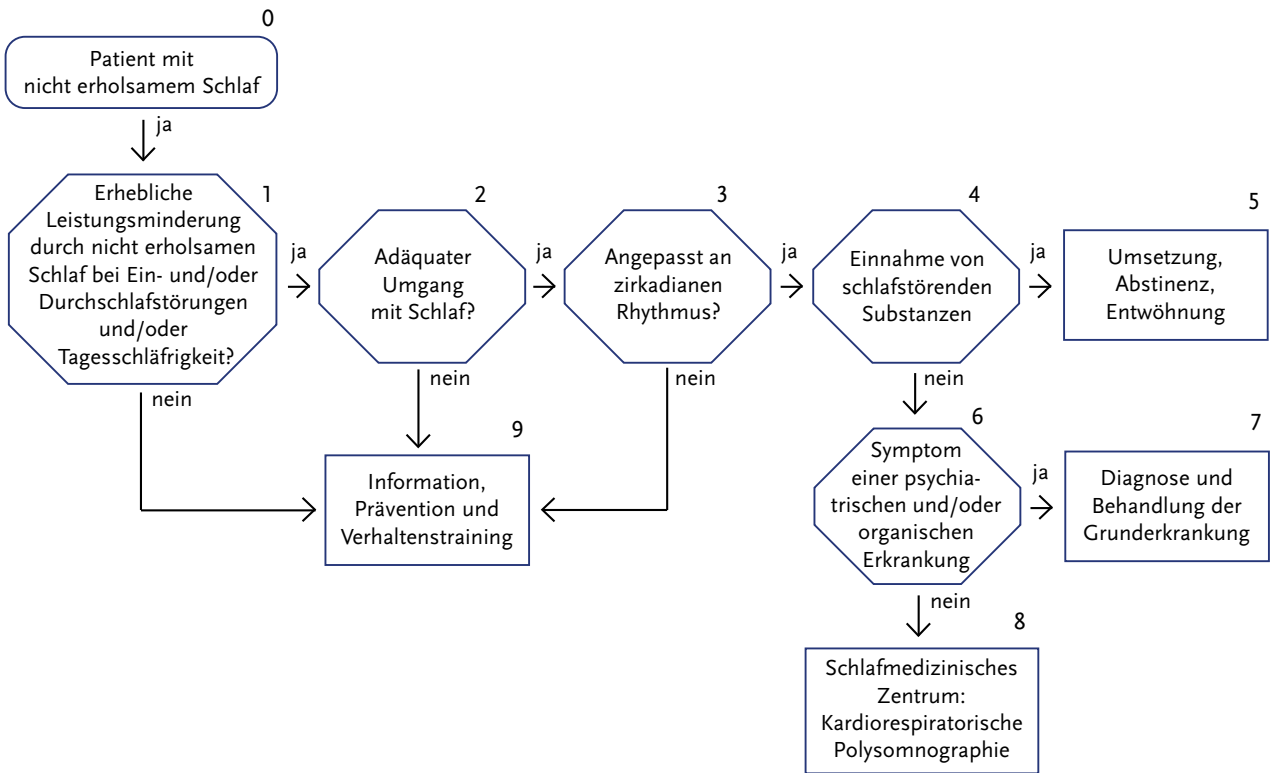 0
Patient mit
nicht erholsamem Schlaf
ja
1
Erhebliche
Leistungsminderung
durch nicht erholsamen
Schlaf bei Ein- und/oder
Durchschlafstörungen
und/oder
Tagesschläfrigkeit?
ja
nein
2
Adäquater
Umgang
mit Schlaf?
ja
nein
3
Angepasst an
zirkadianen
Rhythmus?
ja
nein
4
Einnahme von
schlafstörenden
Substanzen
ja
nein
5
Umsetzung,
Abstinenz,
Entwöhnung
6
Symptom
einer psychia-
trischen und/oder
organischen
Erkrankung
ja
nein
7
Diagnose und
Behandlung der
Grunderkrankung
8
Schlafmedizinisches
Zentrum:
Kardiorespiratorische
Polysomnographie
9
Information,
Prävention und
Verhaltenstraining